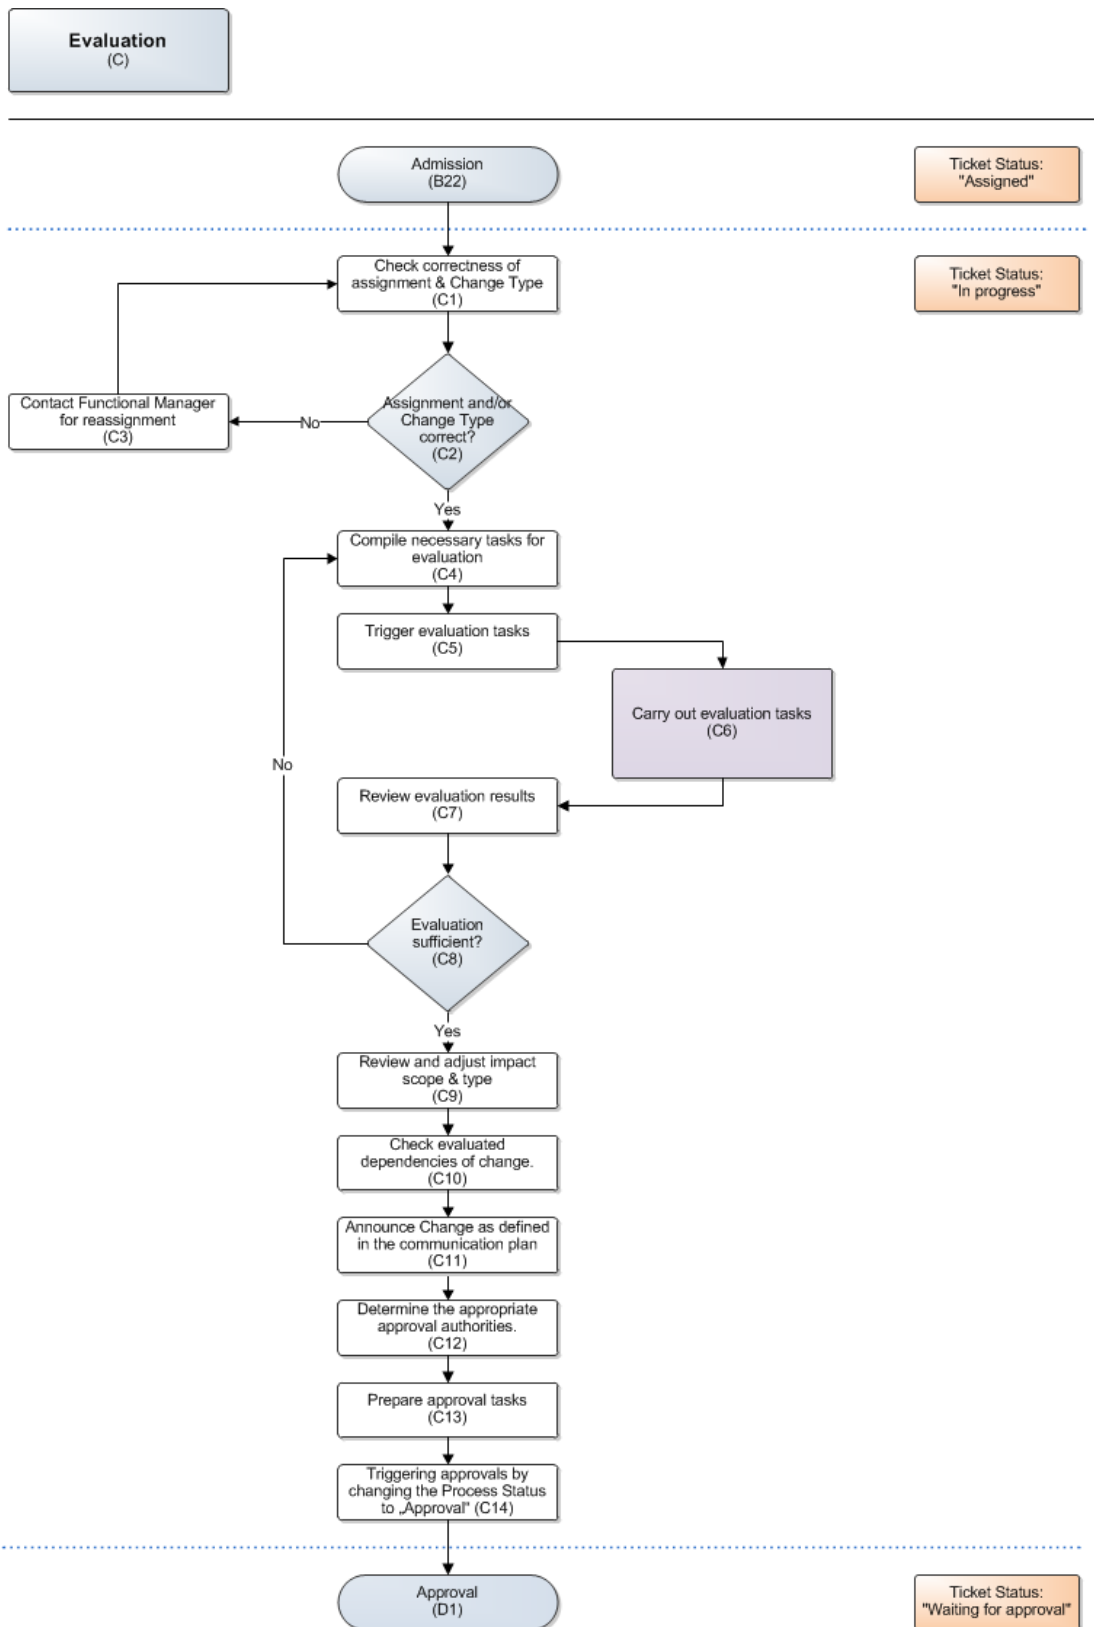 Evaluation
(C)
Admission
(B22)
Ticket Status:
"Assigned"
Check correctness of
assignment & Change Type
(C1)
Ticket Status:
"In progress"
Contact Functional Manager
for reassignment
(C3)
No
Assignment and/or
Change Type
correct?
(C2)
Yes
Compile necessary tasks for
evaluation
(C4)
Trigger evaluation tasks
(C5)
Carry out evaluation tasks
(C6)
No
Review evaluation results
(C7)
Evaluation
sufficient?
(C8)
Yes
Review and adjust impact
scope & type
(C9)
Check evaluated
dependencies of change.
(C10)
Announce Change as defined
in the communication plan
(C11)
Determine the appropriate
approval authorities.
(C12)
Prepare approval tasks
(C13)
Triggering approvals by
changing the Process Status
to „Approval" (C14)
Approval
(D1)
Ticket Status:
"Waiting for approval"